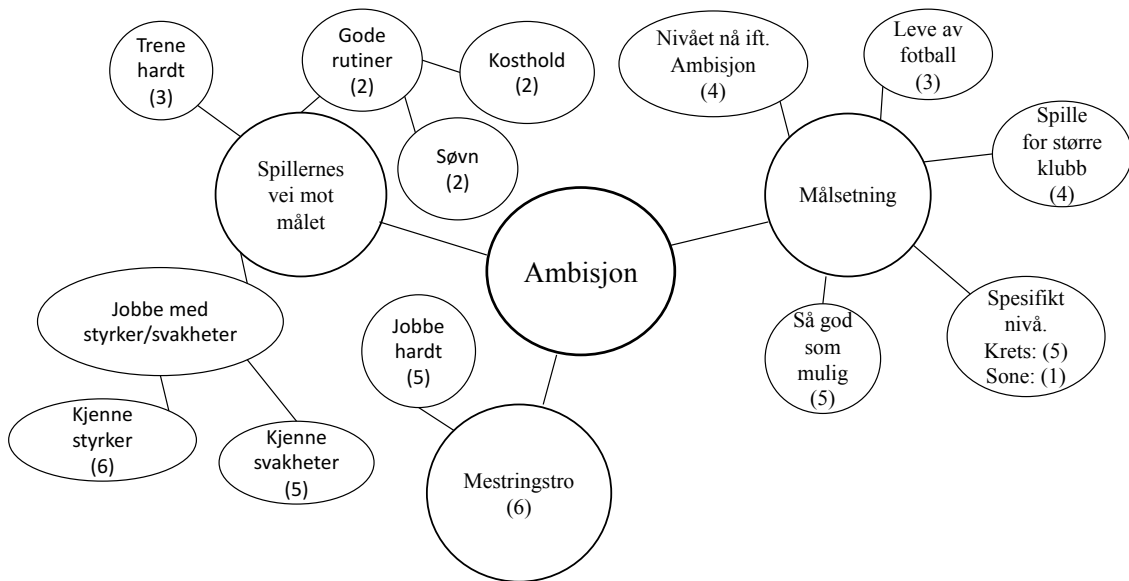 Trene
hardt
(3)
Gode
rutiner
(2)
Kosthold
(2)
Søvn
(2)
Spillernes
vei mot
målet
Jobbe med
styrker/svakheter
Kjenne
styrker
(6)
Kjenne
svakheter
(5)
Ambisjon
Jobbe
hardt
(5)
Mestringstro
(6)
Nivået nå ift.
Ambisjon
(4)
Leve av
fotball
(3)
Spille
for større
klubb
(4)
Målsetning
Så god
som
mulig
(5)
Spesifikt
nivå.
Krets: (5)
Sone: (1)